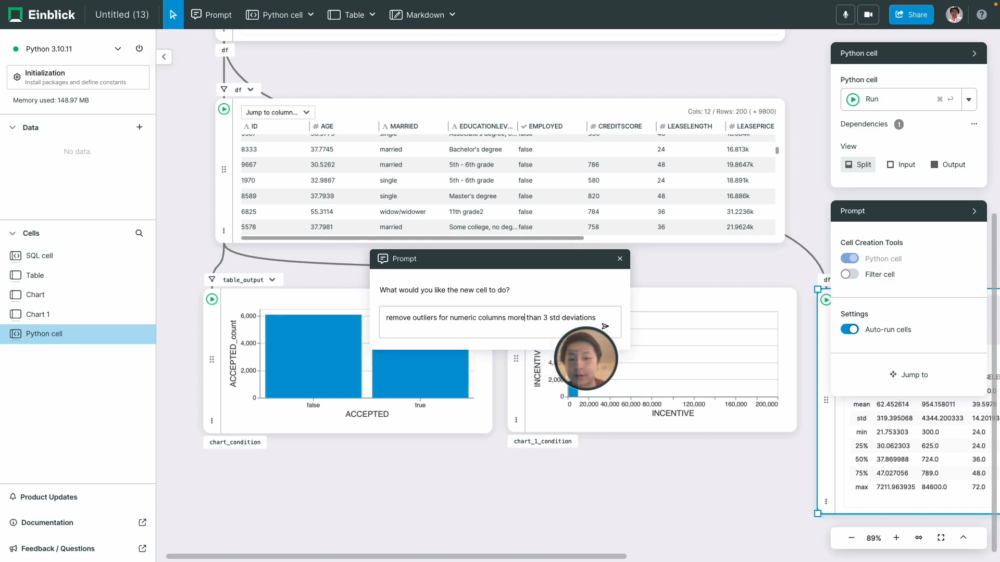 Einblick
Untitled (13)
Prompt
Python cell
Table
Markdown
Share
Python 3.10.11
Initialization
Install packages and define constants
Memory used: 148.97 MB
Data
No data.
Cells
SQL cell
Table
Chart
Chart 1
Python cell
Product Updates
Documentation
Feedback / Questions
df
df
Jump to column...
Cols: 12 / Rows: 200 ( + 9800)
ID AGE MARRIED EDUCATIONLEV... EMPLOYED CREDITSCORE LEASELENGTH LEASEPRICE
8333 37.7745 married Bachelor's degree false 24 16.813k
9667 30.5262 married 5th - 6th grade false 786 48 19.8647k
1970 32.9867 single 5th - 6th grade false 580 24 18.891k
8589 37.7939 single Master's degree false 820 48 16.886k
6825 55.3114 widow/widower 11th grade2 false 784 36 31.2236k
5578 37.7981 married Some college, no deg... false 758 36 21.9624k
Prompt
What would you like the new cell to do?
remove outliers for numeric columns more than 3 std deviations
table_output
ACCEPTED_count
6,000
4,000
2,000
0
false true
ACCEPTED
chart_condition
0
0 20,000 40,000 60,000 80,000 120,000 160,000 200,000
INCENTIVE
chart_1_condition
Python cell
Python cell
Run
Dependencies 1
View
Split Input Output
Prompt
Cell Creation Tools
Python cell
Filter cell
Settings
Auto-run cells
Jump to
mean 62.452614 954.158011 39.5976
std 319.395068 4344.200333 14.20193
min 21.753303 300.0 24.0
25% 30.062303 625.0 24.0
50% 37.869988 724.0 36.0
75% 47.027056 789.0 48.0
max 7211.963935 84600.0 72.0
89%